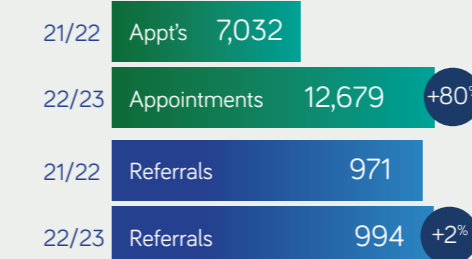 21/22 Appt's 7,032
22/23 Appointments 12,679 +80%
21/22 Referrals 971
22/23 Referrals 994 +2%